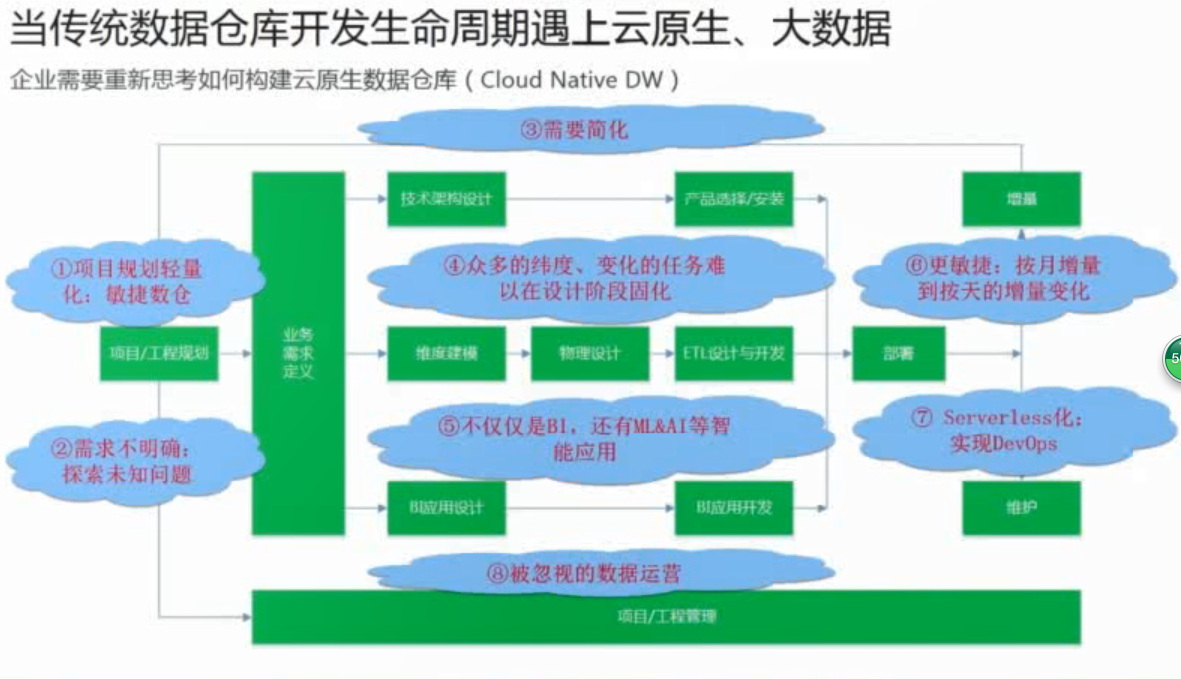 当传统数据仓库开发生命周期遇上云原生、大数据
企业需要重新思考如何构建云原生数据仓库（Cloud Native DW）
③需要简化
技术架构设计
产品选择/安装
增量
①项目规划轻量
化：敏捷数仓
④众多的纬度、变化的任务难
以在设计阶段固化
⑥更敏捷：按月增量
到按天的增量变化
项目/工程规划
业务
需求
定义
维度建模
物理设计
ETL设计与开发
部署
②需求不明确：
探索未知问题
⑤不仅仅是BI，还有ML&AI等智
能应用
⑦ Serverless化：
实现DevOps
BI应用设计
BI应用开发
维护
⑧被忽视的数据运营
项目/工程管理